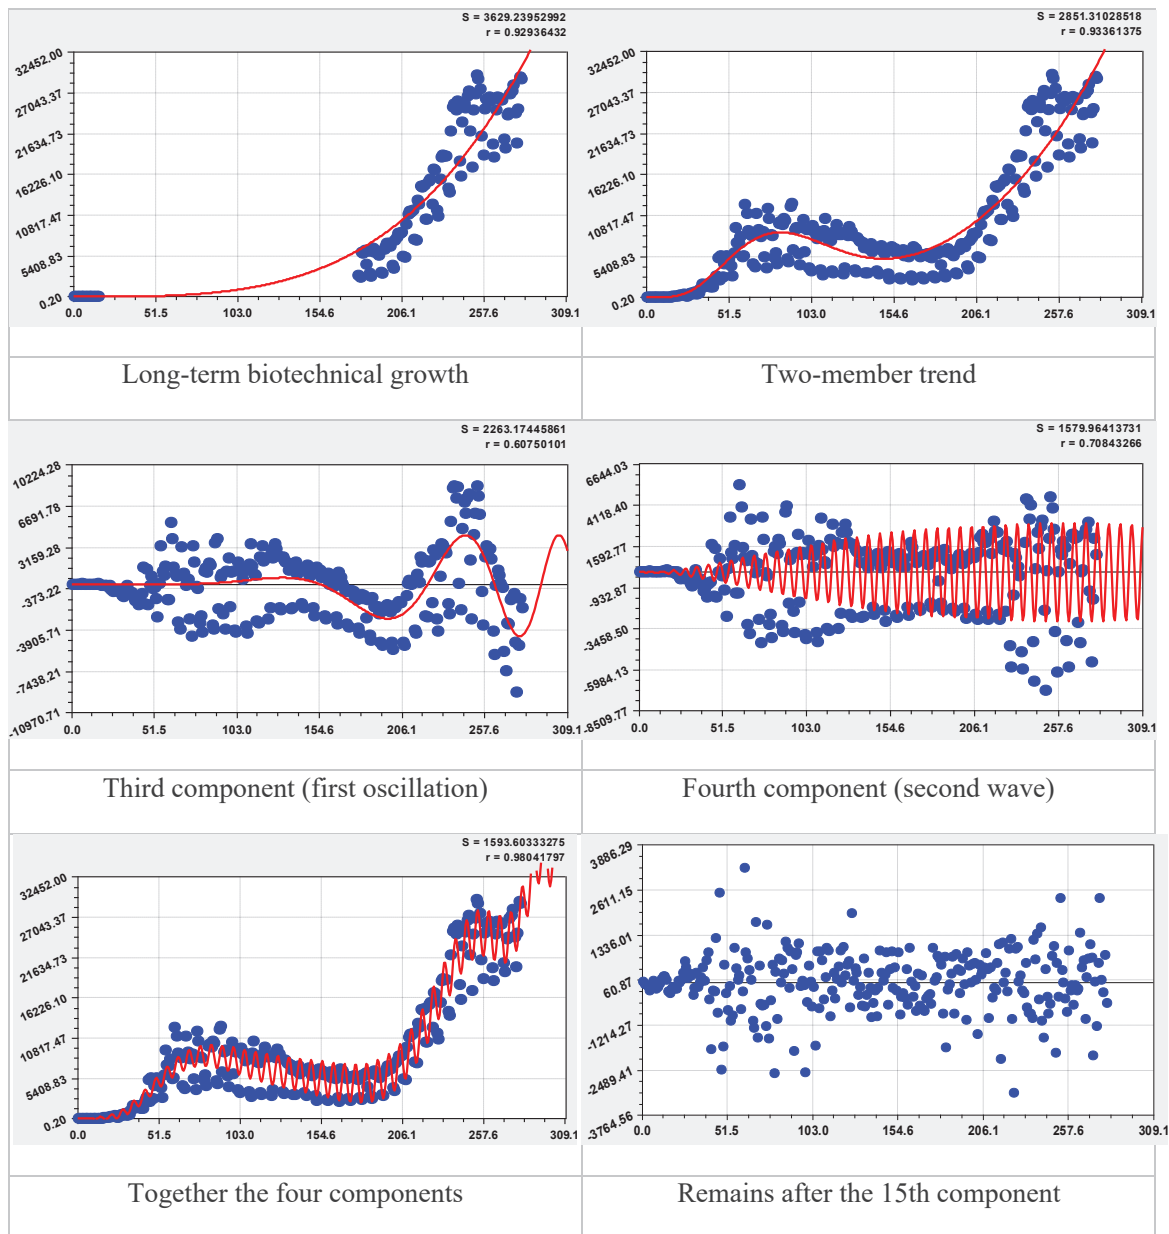 S = 3629.23952992
r = 0.92936432
32452.00
27043.37
21634.73
16226.10
10817.47
5408.83
0.20
0.0 51.5 103.0 154.6 206.1 257.6 309.1
S = 2851.31028518
r = 0.93361375
32452.00
27043.37
21634.73
16226.10
10817.47
5408.83
0.20
0.0 51.5 103.0 154.6 206.1 257.6 309.1
Long-term biotechnical growth
Two-member trend
S = 2263.17445861
r = 0.60750101
10224.28
6691.78
3159.28
-373.22
-3905.71
-7438.21
-10970.71
0.0 51.5 103.0 154.6 206.1 257.6 309.1
S = 1579.96413731
r = 0.70843266
6644.03
4118.40
1592.77
-932.87
-3458.50
-5984.13
-8509.77
0.0 51.5 103.0 154.6 206.1 257.6 309.1
Third component (first oscillation)
Fourth component (second wave)
S = 1593.60333275
r = 0.98041797
32452.00
27043.37
21634.73
16226.10
10817.47
5408.83
0.20
0.0 51.5 103.0 154.6 206.1 257.6 309.1
3886.29
2611.15
1336.01
60.87
-1214.27
-2489.41
-3764.56
0.0 51.5 103.0 154.6 206.1 257.6 309.1
Together the four components
Remains after the 15th component